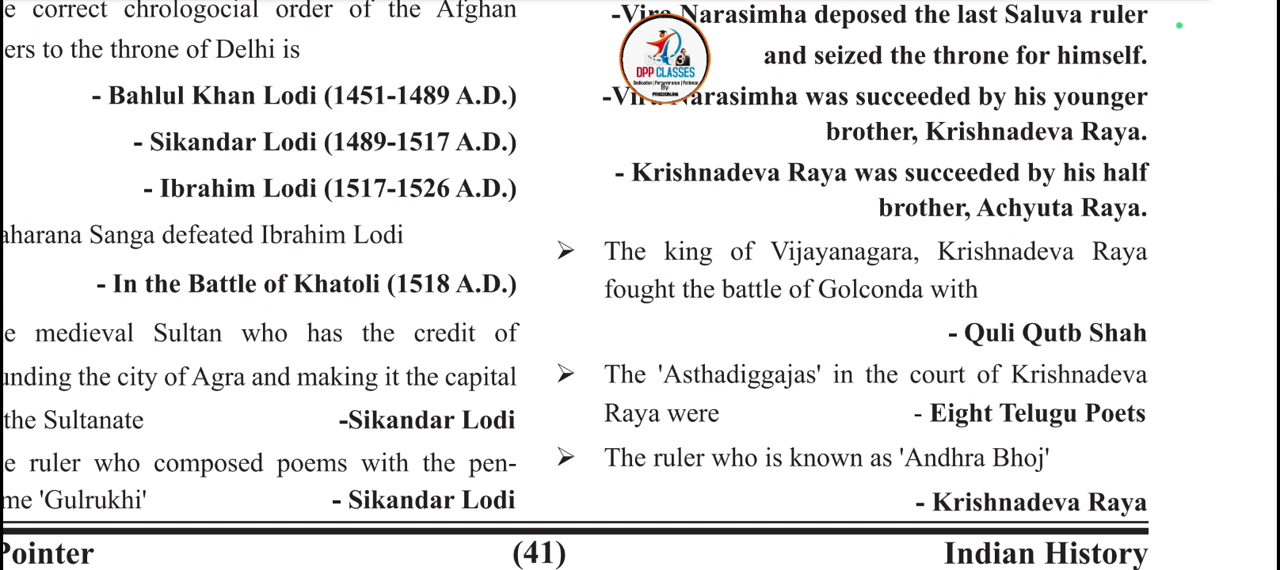 e correct chrologocial order of the Afghan
ers to the throne of Delhi is
- Bahlul Khan Lodi (1451-1489 A.D.)
- Sikandar Lodi (1489-1517 A.D.)
- Ibrahim Lodi (1517-1526 A.D.)
aharana Sanga defeated Ibrahim Lodi
- In the Battle of Khatoli (1518 A.D.)
e medieval Sultan who has the credit of
unding the city of Agra and making it the capital
the Sultanate -Sikandar Lodi
e ruler who composed poems with the pen-
me 'Gulrukhi' - Sikandar Lodi
-Vira Narasimha deposed the last Saluva ruler
and seized the throne for himself.
-Vira Narasimha was succeeded by his younger
brother, Krishnadeva Raya.
- Krishnadeva Raya was succeeded by his half
brother, Achyuta Raya.
➢ The king of Vijayanagara, Krishnadeva Raya
fought the battle of Golconda with
- Quli Qutb Shah
➢ The 'Asthadiggajas' in the court of Krishnadeva
Raya were - Eight Telugu Poets
➢ The ruler who is known as 'Andhra Bhoj'
- Krishnadeva Raya
DPP CLASSES
By:
Pointer (41) Indian History